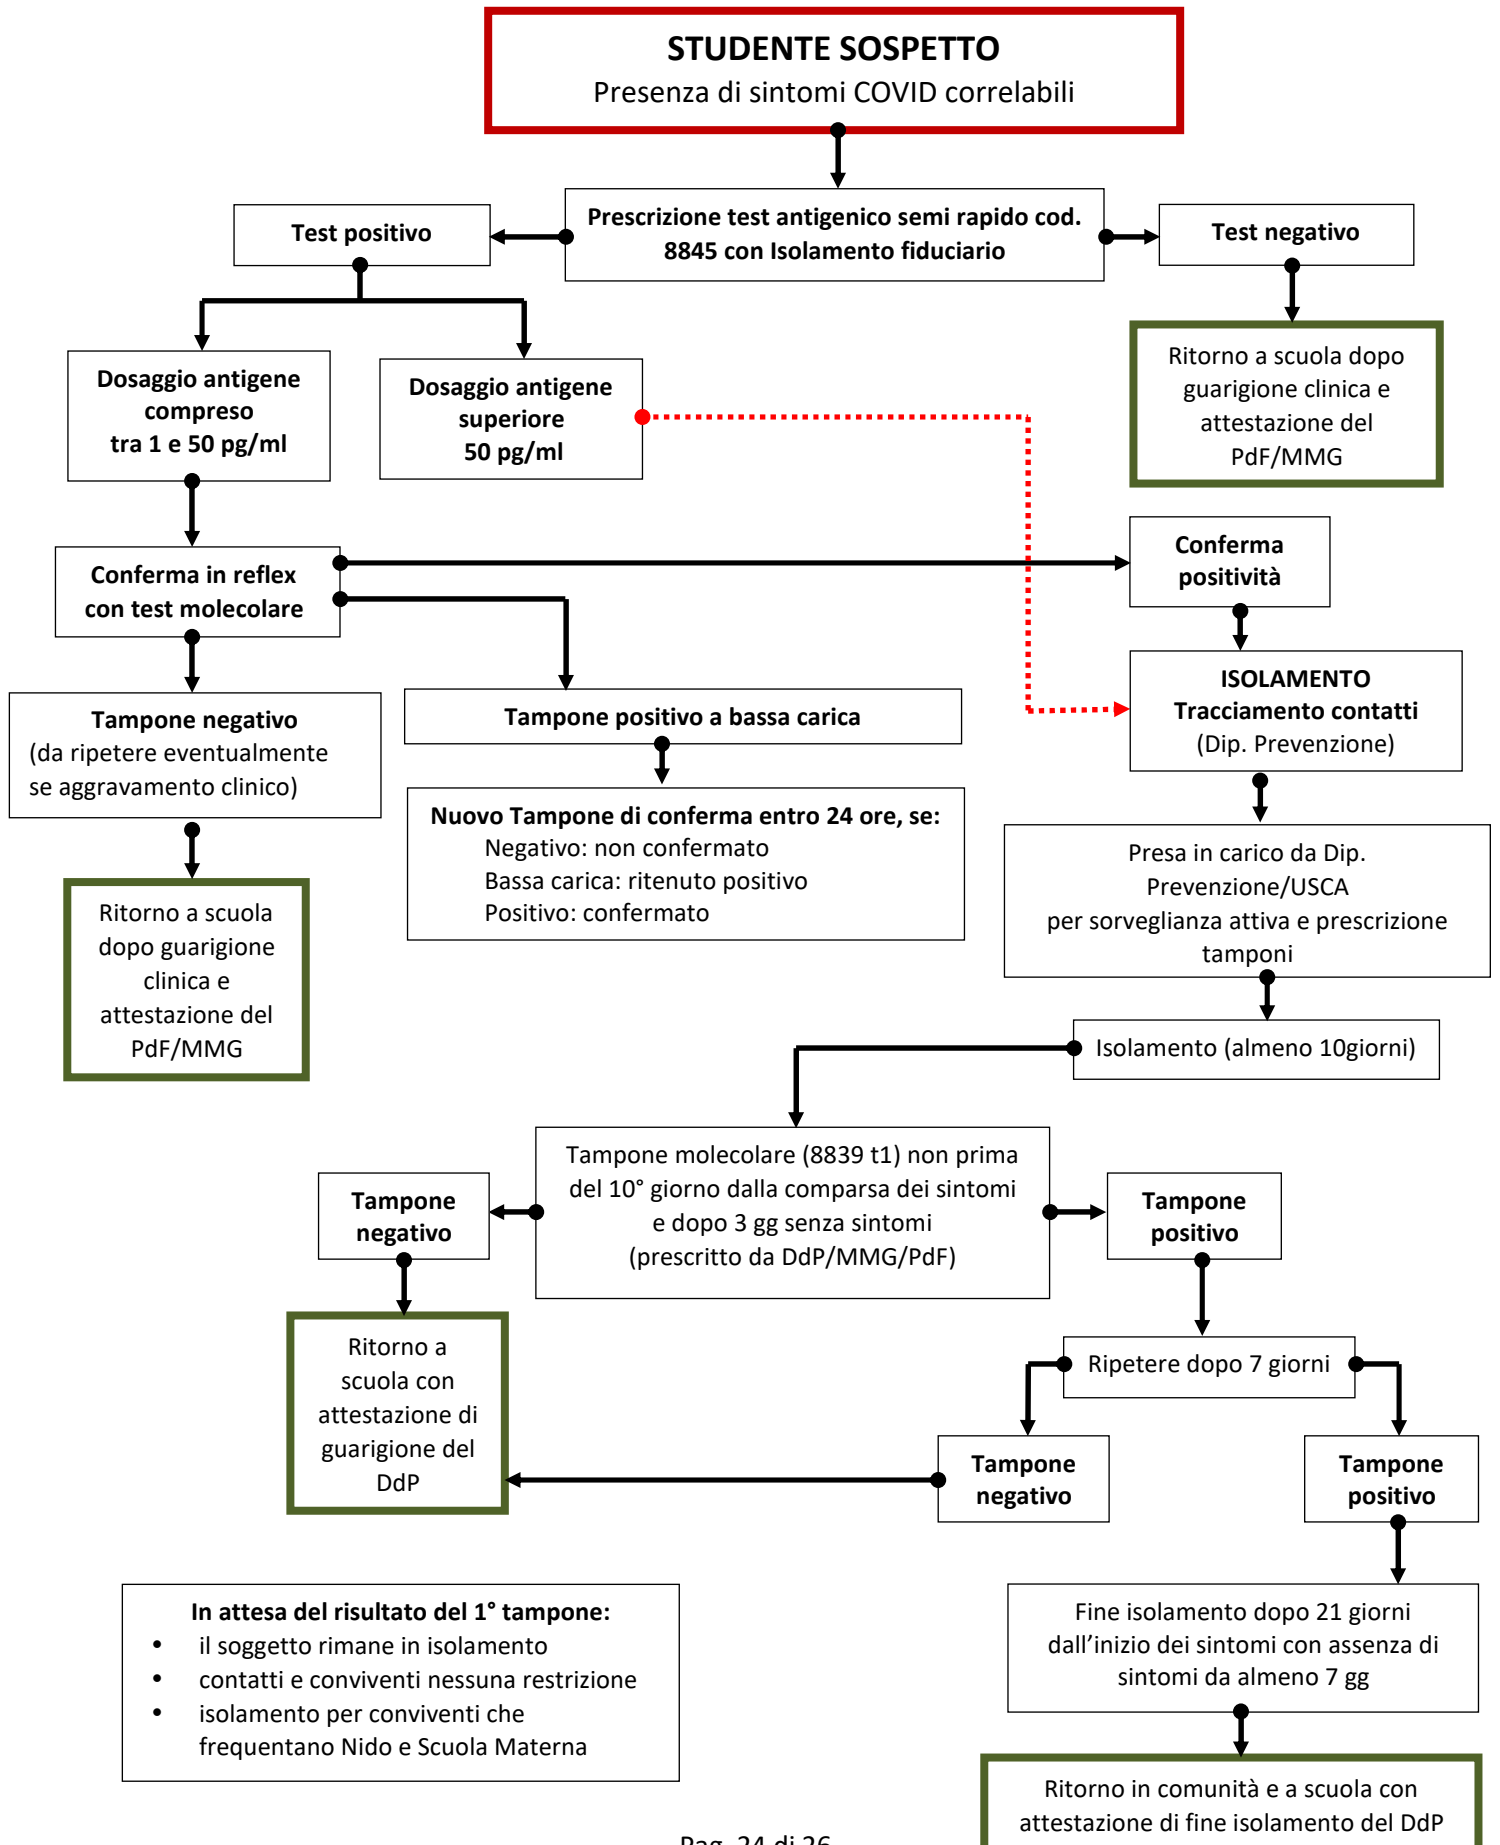 STUDENTE SOSPETTO
Presenza di sintomi COVID correlabili
Test positivo
Prescrizione test antigenico semi rapido cod.
8845 con Isolamento fiduciario
Test negativo
Dosaggio antigene
compreso
tra 1 e 50 pg/ml
Dosaggio antigene
superiore
50 pg/ml
Ritorno a scuola dopo
guarigione clinica e
attestazione del
PdF/MMG
Conferma in reflex
con test molecolare
Conferma
positività
Tampone negativo
(da ripetere eventualmente
se aggravamento clinico)
Tampone positivo a bassa carica
ISOLAMENTO
Tracciamento contatti
(Dip. Prevenzione)
Nuovo Tampone di conferma entro 24 ore, se:
Negativo: non confermato
Bassa carica: ritenuto positivo
Positivo: confermato
Presa in carico da Dip.
Prevenzione/USCA
per sorveglianza attiva e prescrizione
tamponi
Ritorno a scuola
dopo guarigione
clinica e
attestazione del
PdF/MMG
Isolamento (almeno 10giorni)
Tampone molecolare (8839 t1) non prima
del 10° giorno dalla comparsa dei sintomi
e dopo 3 gg senza sintomi
(prescritto da DdP/MMG/PdF)
Tampone
negativo
Tampone
positivo
Ritorno a
scuola con
attestazione di
guarigione del
DdP
Ripetere dopo 7 giorni
Tampone
negativo
Tampone
positivo
In attesa del risultato del 1° tampone:
• il soggetto rimane in isolamento
• contatti e conviventi nessuna restrizione
• isolamento per conviventi che
frequentano Nido e Scuola Materna
Fine isolamento dopo 21 giorni
dall'inizio dei sintomi con assenza di
sintomi da almeno 7 gg
Ritorno in comunità e a scuola con
attestazione di fine isolamento del DdP
Pag. 24 di 26